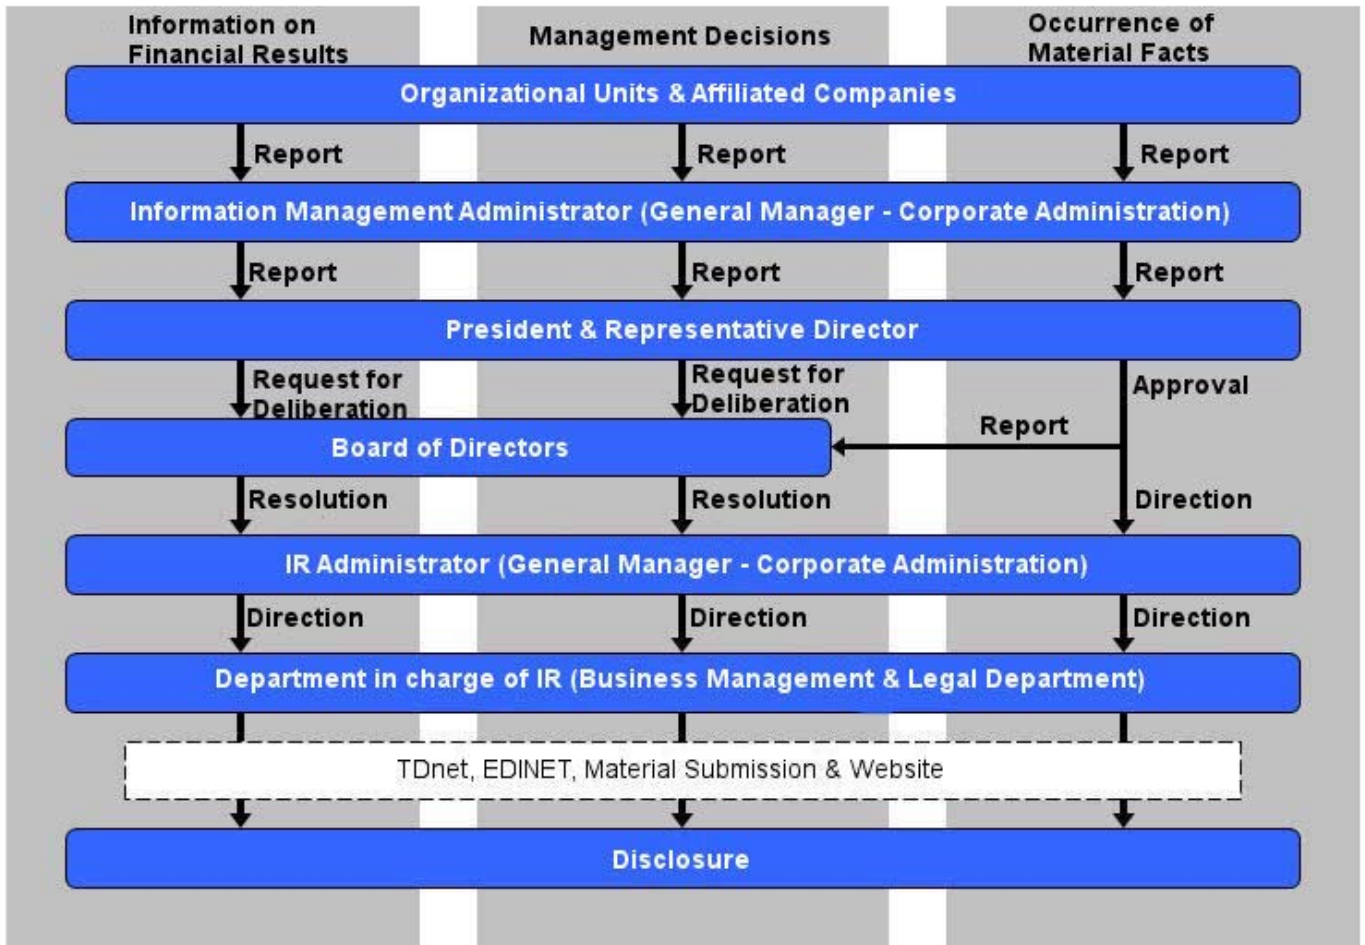 Information on
Financial Results
Management Decisions
Occurrence of
Material Facts
Organizational Units & Affiliated Companies
Report
Report
Report
Information Management Administrator (General Manager - Corporate Administration)
Report
Report
Report
President & Representative Director
Request for
Deliberation
Request for
Deliberation
Approval
Report
Board of Directors
Resolution
Resolution
Direction
IR Administrator (General Manager - Corporate Administration)
Direction
Direction
Direction
Department in charge of IR (Business Management & Legal Department)
TDnet, EDINET, Material Submission & Website
Disclosure